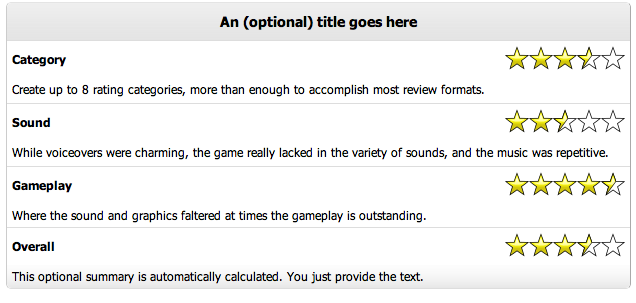 An (optional) title goes here
Category
Create up to 8 rating categories, more than enough to accomplish most review formats.
Sound
While voiceovers were charming, the game really lacked in the variety of sounds, and the music was repetitive.
Gameplay
Where the sound and graphics faltered at times the gameplay is outstanding.
Overall
This optional summary is automatically calculated. You just provide the text.